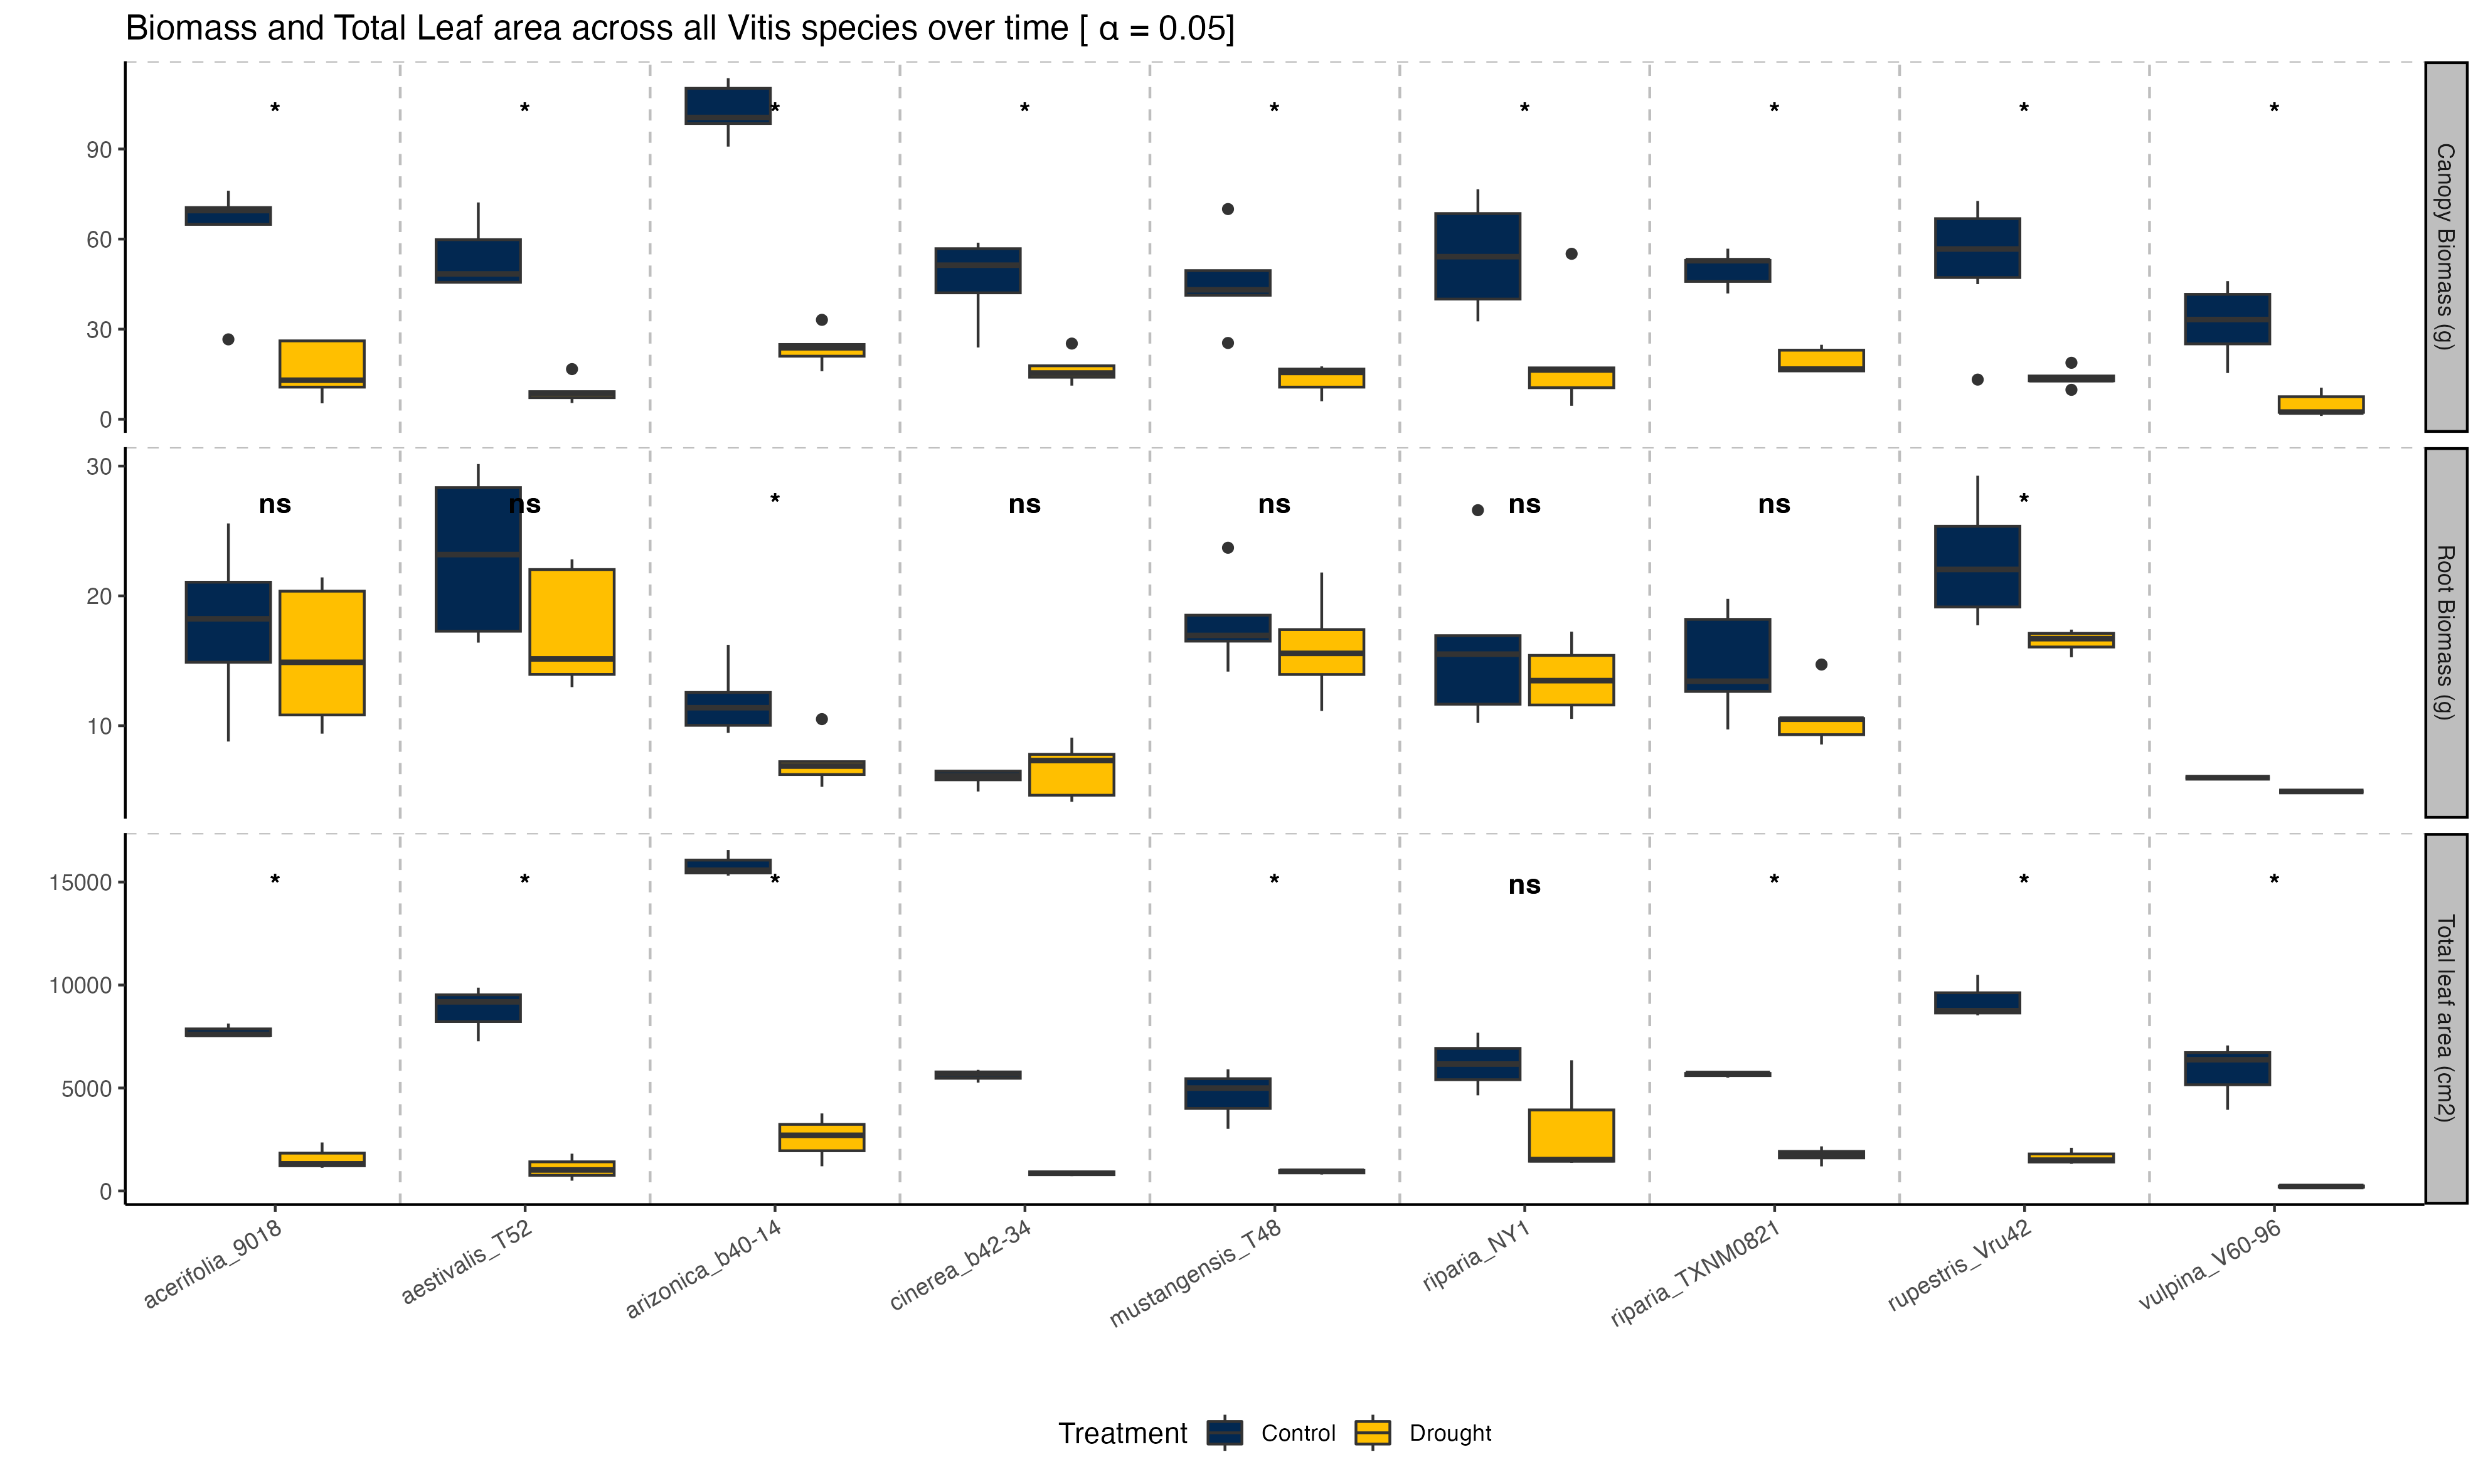 Biomass and Total Leaf area across all Vitis species over time [ α = 0.05]
* * * * * * * * *
90
60
30
0
Canopy Biomass (g)
ns ns * ns ns ns ns *
30
20
10
Root Biomass (g)
* * * * ns * * *
15000
10000
5000
0
Total leaf area (cm2)
acerifolia_9018
aestivalis_T52
arizonica_b40-14
cinerea_b42-34
mustangensis_T48
riparia_NY1
riparia_TXNM0821
rupestris_Vru42
vulpina_V60-96
Treatment Control Drought